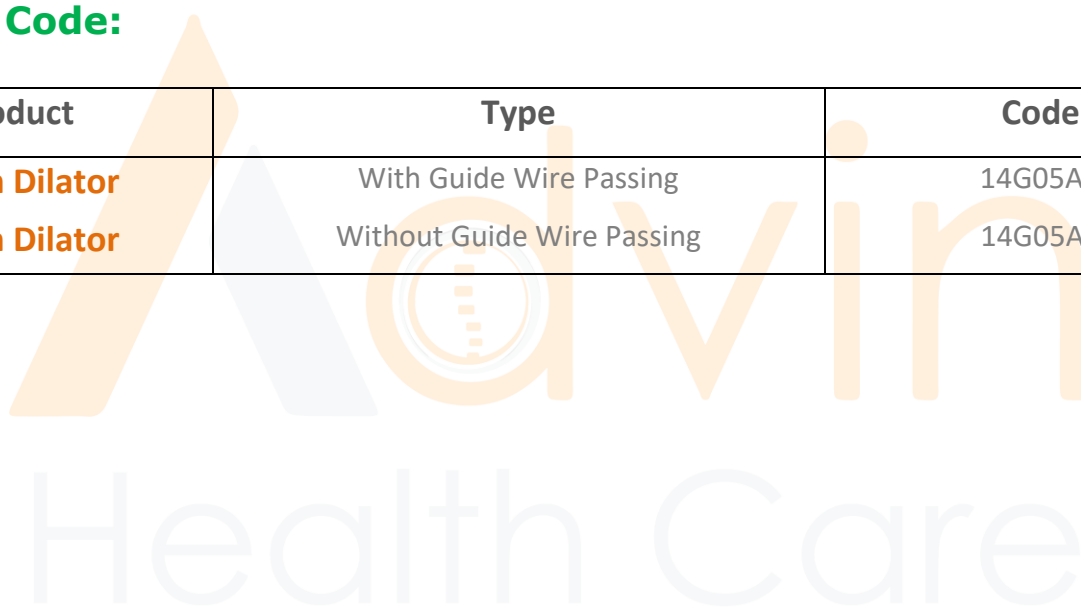 Code:
oduct Type Code
Dilator With Guide Wire Passing 14G05A
Dilator Without Guide Wire Passing 14G05A
Advin
Health Care